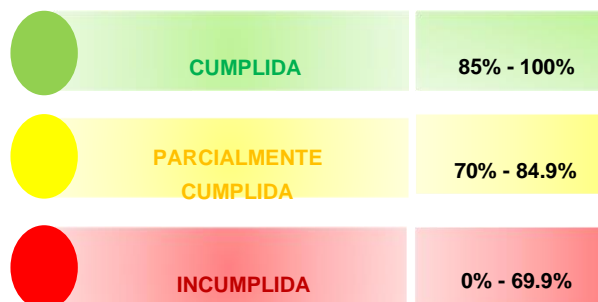 CUMPLIDA 85% - 100%
PARCIALMENTE
CUMPLIDA 70% - 84.9%
INCUMPLIDA 0% - 69.9%